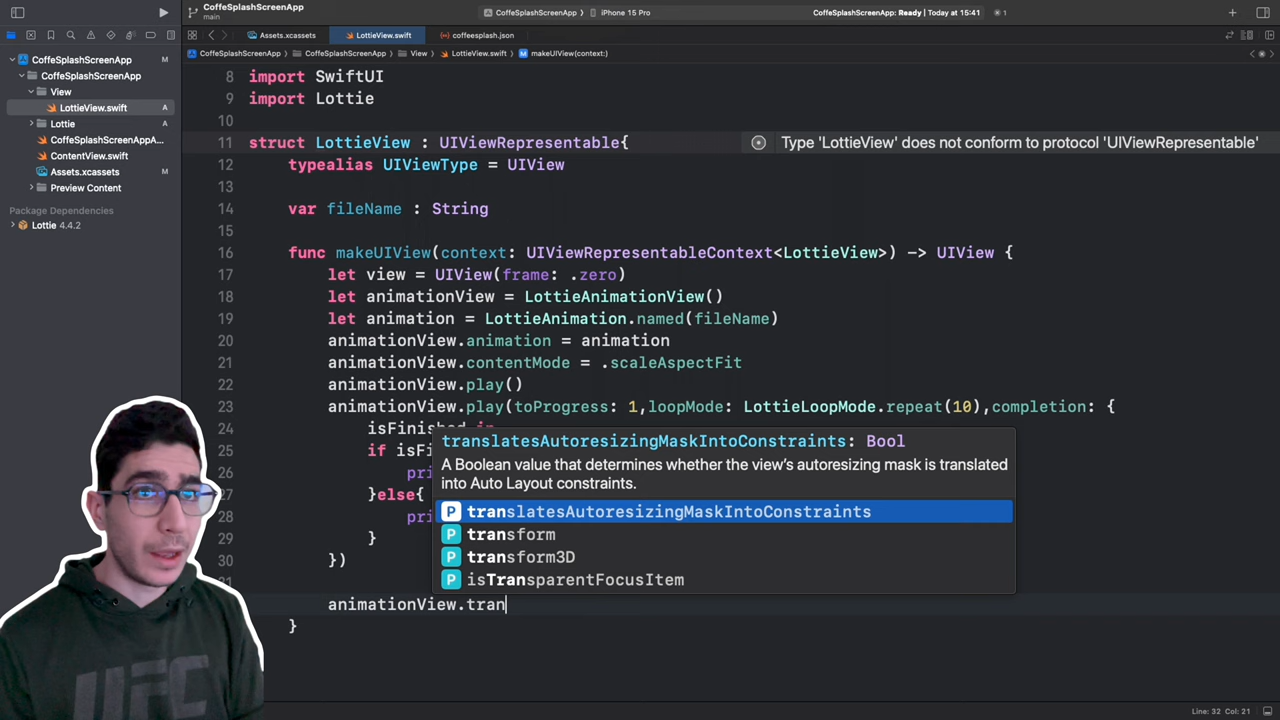 CoffeSplashScreenApp
main
CoffeSplashScreenApp
iPhone 15 Pro
CoffeSplashScreenApp: Ready | Today at 15:41
1
Assets.xcassets
LottieView.swift
coffeesplash.json
CoffeSplashScreenApp
CoffeSplashScreenApp
View
LottieView.swift
M makeUIView(context:)
CoffeSplashScreenApp M
CoffeSplashScreenApp
View
LottieView.swift A
Lottie A
CoffeSplashScreenAppA... A
ContentView.swift A
Assets.xcassets M
Preview Content
Package Dependencies
Lottie 4.4.2
8 import SwiftUI
9 import Lottie
10
11 struct LottieView : UIViewRepresentable{
Type 'LottieView' does not conform to protocol 'UIViewRepresentable'
12 typealias UIViewType = UIView
13
14 var fileName : String
15
16 func makeUIView(context: UIViewRepresentableContext<LottieView>) -> UIView {
17 let view = UIView(frame: .zero)
18 let animationView = LottieAnimationView()
19 let animation = LottieAnimation.named(fileName)
20 animationView.animation = animation
21 animationView.contentMode = .scaleAspectFit
22 animationView.play()
23 animationView.play(toProgress: 1,loopMode: LottieLoopMode.repeat(10),completion: {
24 isFinished in
25 if isFi
26 pri
27 }else{
28 pri
29 }
30 })
animationView.tran
}
translatesAutoresizingMaskIntoConstraints: Bool
A Boolean value that determines whether the view's autoresizing mask is translated
into Auto Layout constraints.
P translatesAutoresizingMaskIntoConstraints
P transform
P transform3D
P isTransparentFocusItem
UFC
Line: 32 Col: 21